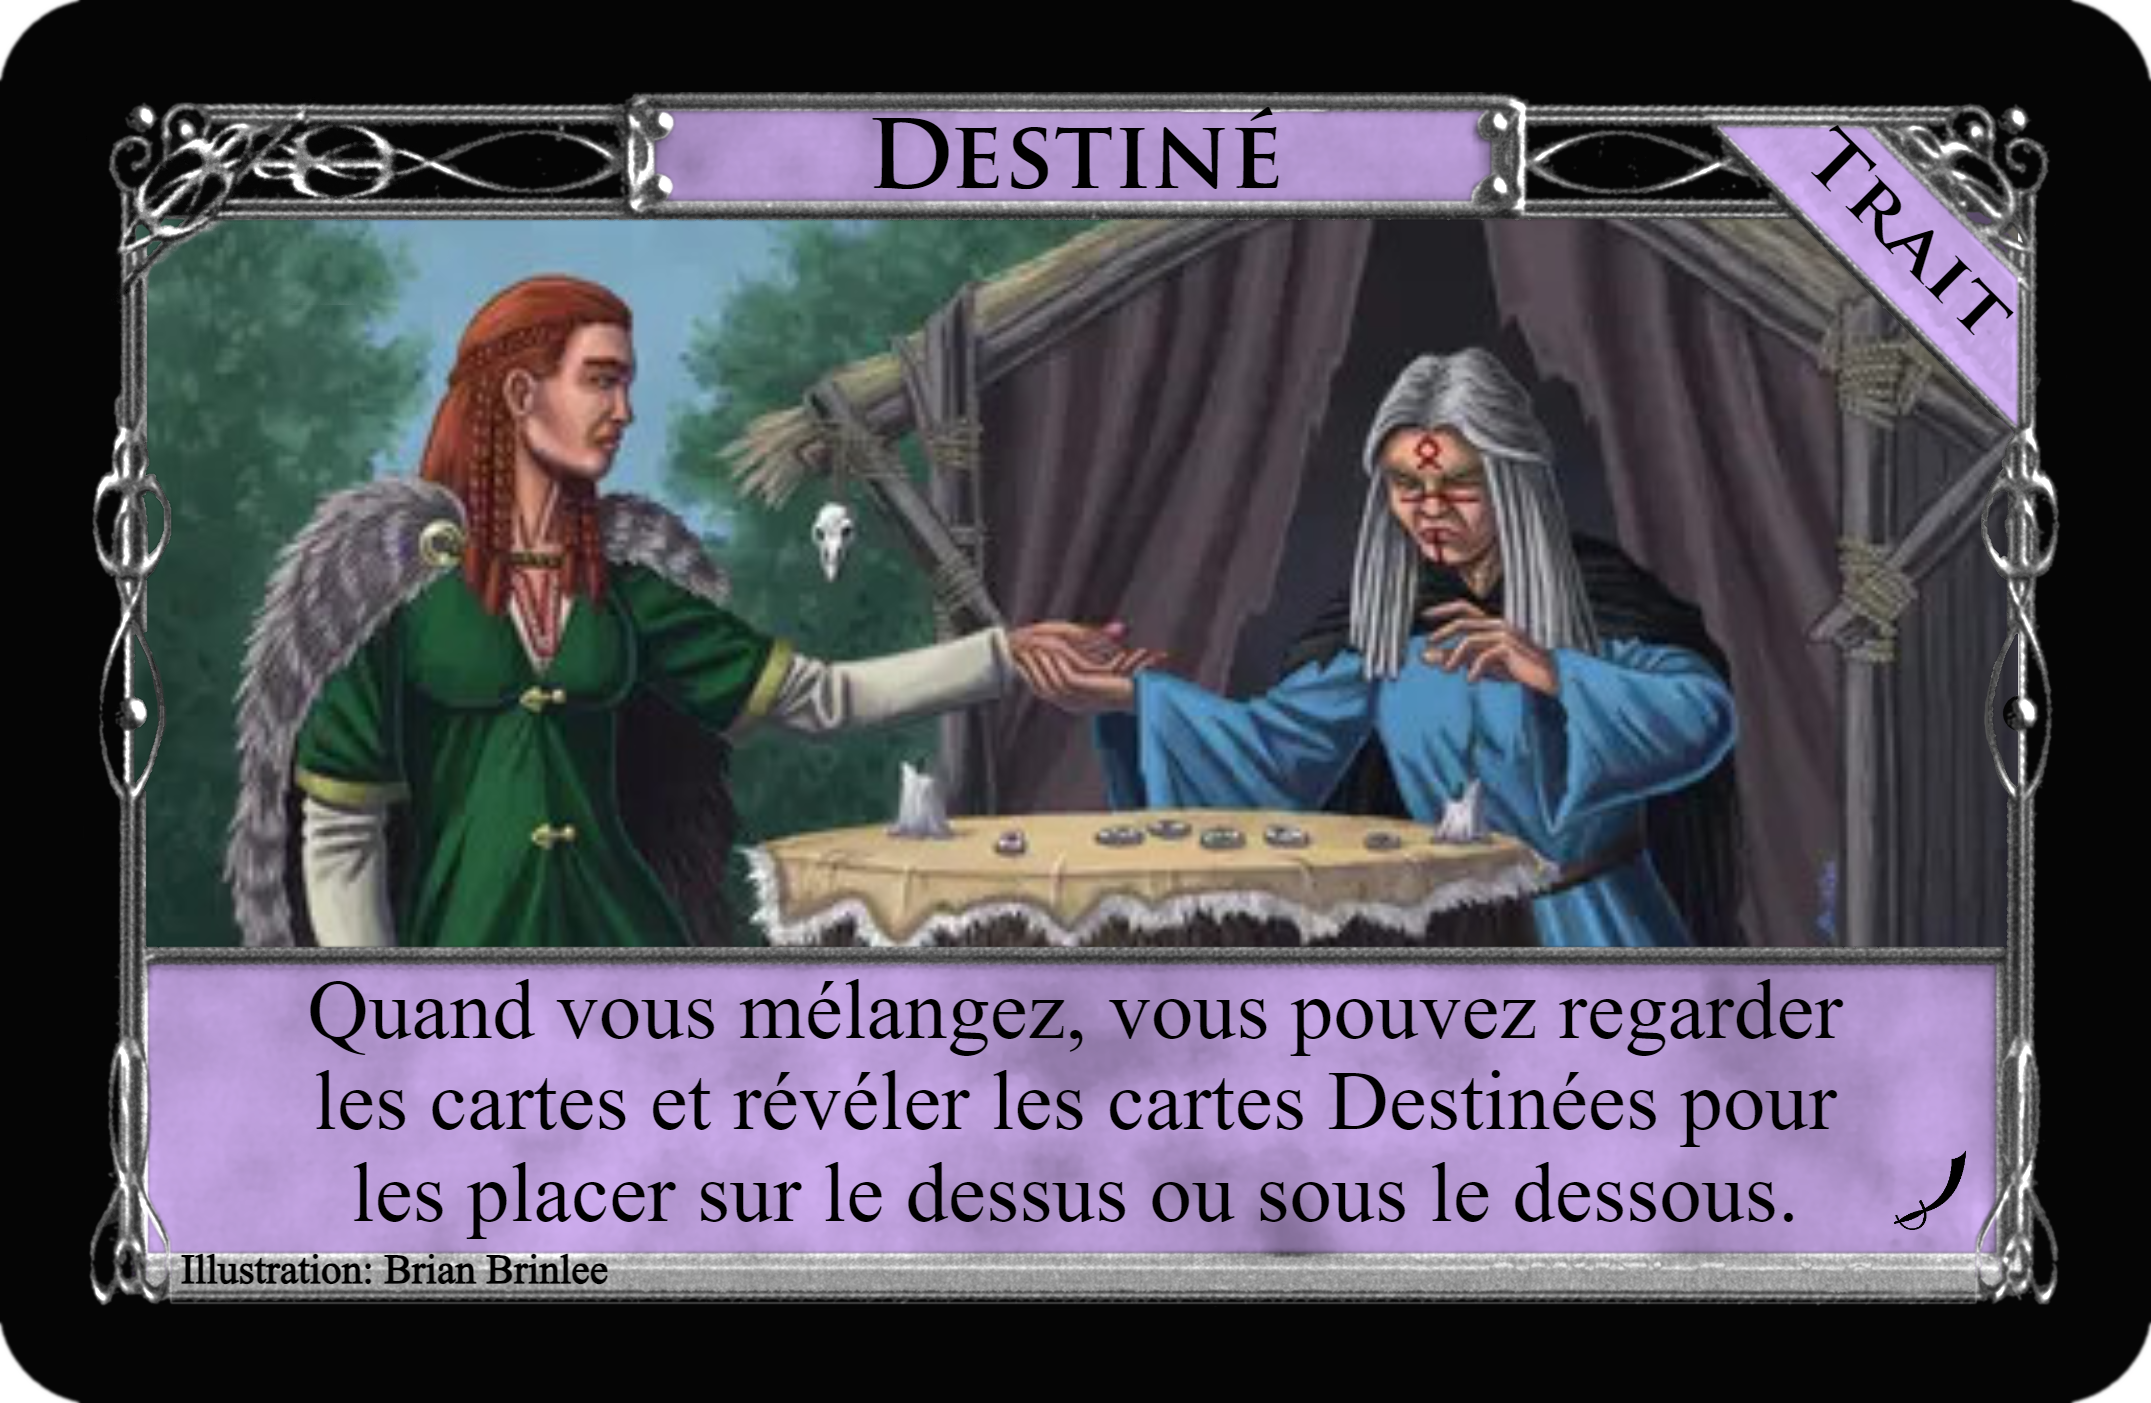 DESTINÉ
TRAIT
Quand vous mélangez, vous pouvez regarder
les cartes et révéler les cartes Destinées pour
les placer sur le dessus ou sous le dessous.
Illustration: Brian Brinlee